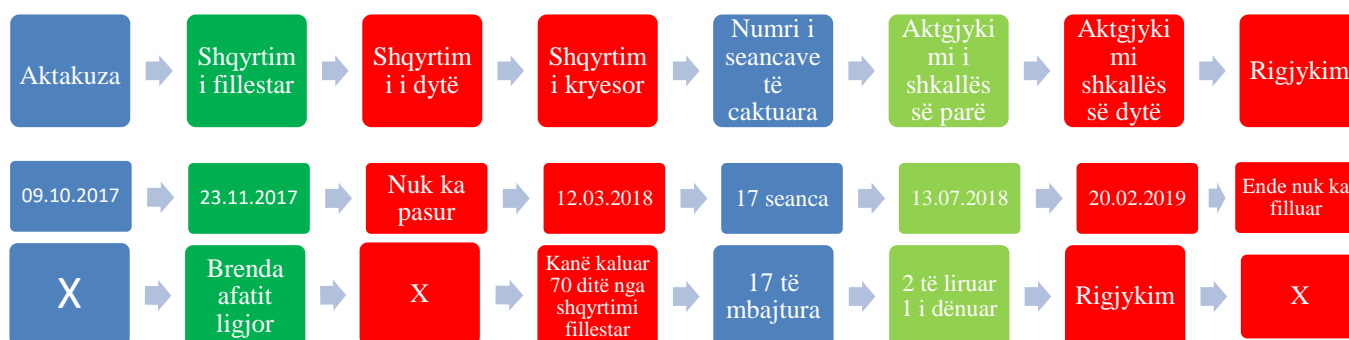 Aktakuza
Shqyrtim
i fillestar
Shqyrtim
i i dytë
Shqyrtim
i kryesor
Numri i
seancave
të
caktuara
Aktgjyki
mi i
shkallës
së parë
Aktgjyki
mi
shkallës
së dytë
Rigjykim
09.10.2017
23.11.2017
Nuk ka
pasur
12.03.2018
17 seanca
13.07.2018
20.02.2019
Ende nuk ka
filluar
X
Brenda
afatit
ligjor
X
Kanë kaluar
70 ditë nga
shqyrtimi
fillestar
17 të
mbajtura
2 të liruar
1 i dënuar
Rigjykim
X